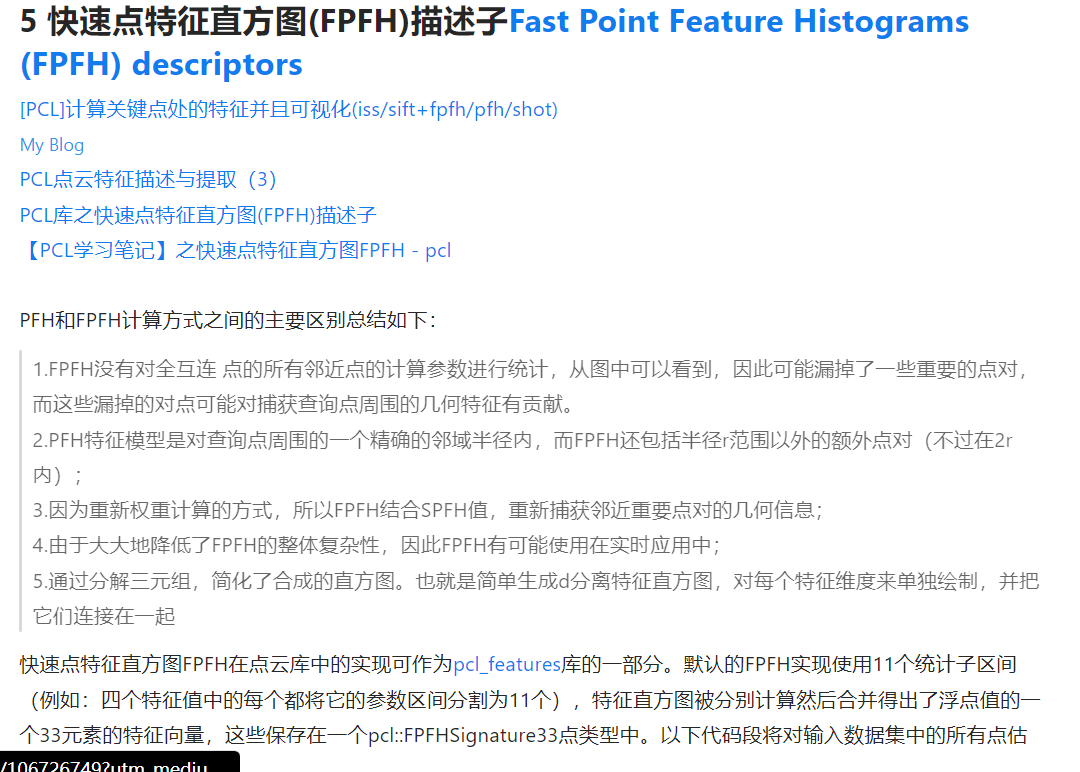 5 快速点特征直方图(FPFH)描述子Fast Point Feature Histograms
(FPFH) descriptors
[PCL]计算关键点处的特征并且可视化(iss/sift+fpfh/pfh/shot)
My Blog
PCL点云特征描述与提取（3）
PCL库之快速点特征直方图(FPFH)描述子
【PCL学习笔记】之快速点特征直方图FPFH - pcl
PFH和FPFH计算方式之间的主要区别总结如下：
1.FPFH没有对全互连 点的所有邻近点的计算参数进行统计，从图中可以看到，因此可能漏掉了一些重要的点对，
而这些漏掉的对点可能对捕获查询点周围的几何特征有贡献。
2.PFH特征模型是对查询点周围的一个精确的邻域半径内，而FPFH还包括半径r范围以外的额外点对（不过在2r
内）；
3.因为重新权重计算的方式，所以FPFH结合SPFH值，重新捕获邻近重要点对的几何信息；
4.由于大大地降低了FPFH的整体复杂性，因此FPFH有可能使用在实时应用中；
5.通过分解三元组，简化了合成的直方图。也就是简单生成d分离特征直方图，对每个特征维度来单独绘制，并把
它们连接在一起
快速点特征直方图FPFH在点云库中的实现可作为pcl_features库的一部分。默认的FPFH实现使用11个统计子区间
（例如：四个特征值中的每个都将它的参数区间分割为11个），特征直方图被分别计算然后合并得出了浮点值的一
个33元素的特征向量，这些保存在一个pcl::FPFHSignature33点类型中。以下代码段将对输入数据集中的所有点估
/106726749?utm_mediu